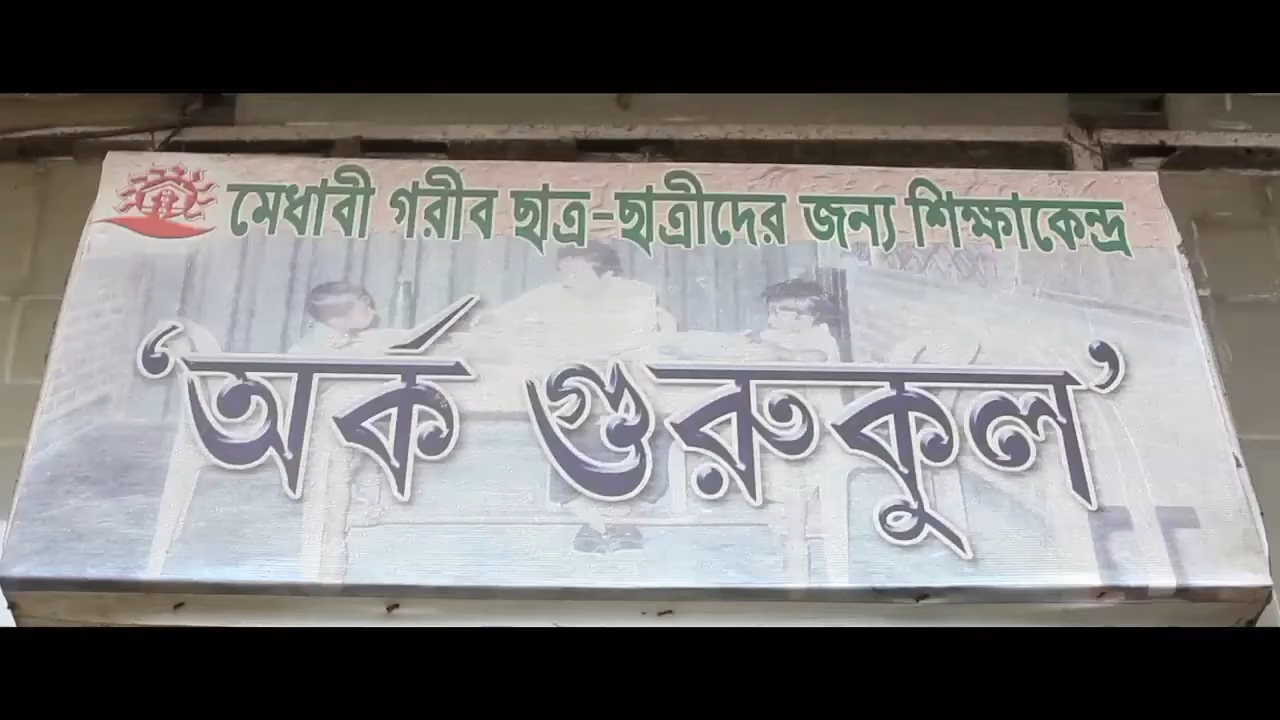 মেধাবী গরীব ছাত্র-ছাত্রীদের জন্য শিক্ষাকেন্দ্র
‘অর্ক গুরুকুল’